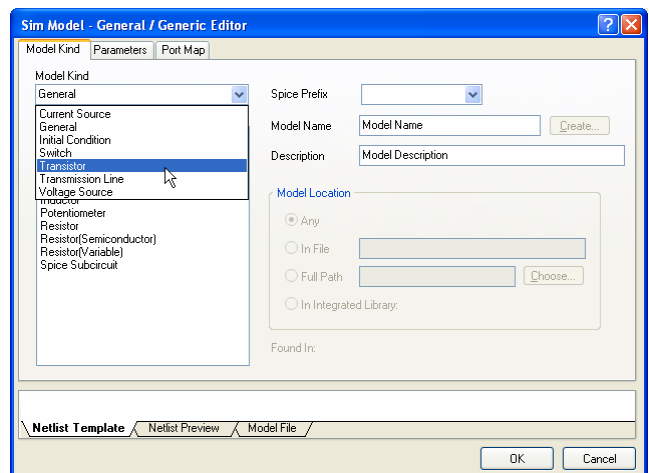 Sim Model - General / Generic Editor
Model Kind Parameters Port Map
Model Kind
General
Current Source
General
Initial Condition
Switch
Transistor
Transmission Line
Voltage Source
Inductor
Potentiometer
Resistor
Resistor(Semiconductor)
Resistor(Variable)
Spice Subcircuit
Spice Prefix
Model Name Model Name Create...
Description Model Description
Model Location
Any
In File
Full Path Choose...
In Integrated Library:
Found In:
Netlist Template Netlist Preview Model File
OK Cancel